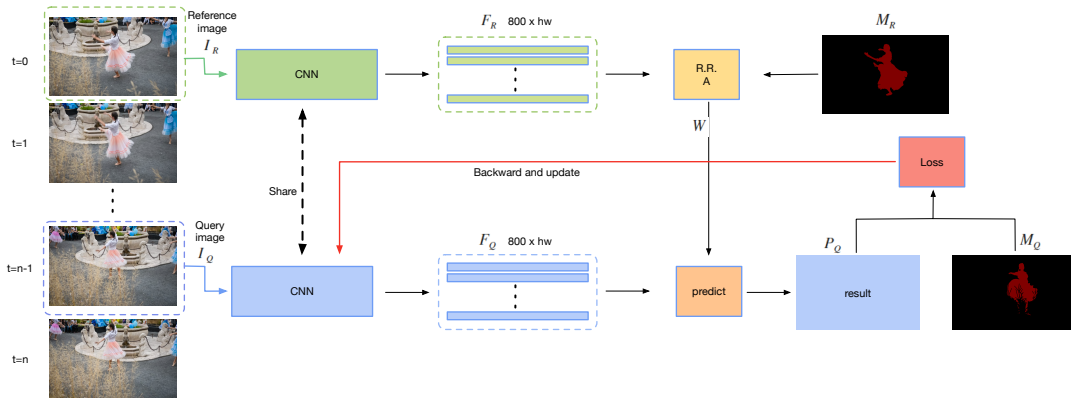 Reference
image
I_R
F_R 800 x hw
M_R
t=0
CNN
R.R.
A
t=1
W
Loss
Backward and update
Share
Query
image
I_Q
F_Q 800 x hw
P_Q
M_Q
t=n-1
CNN
predict
result
t=n